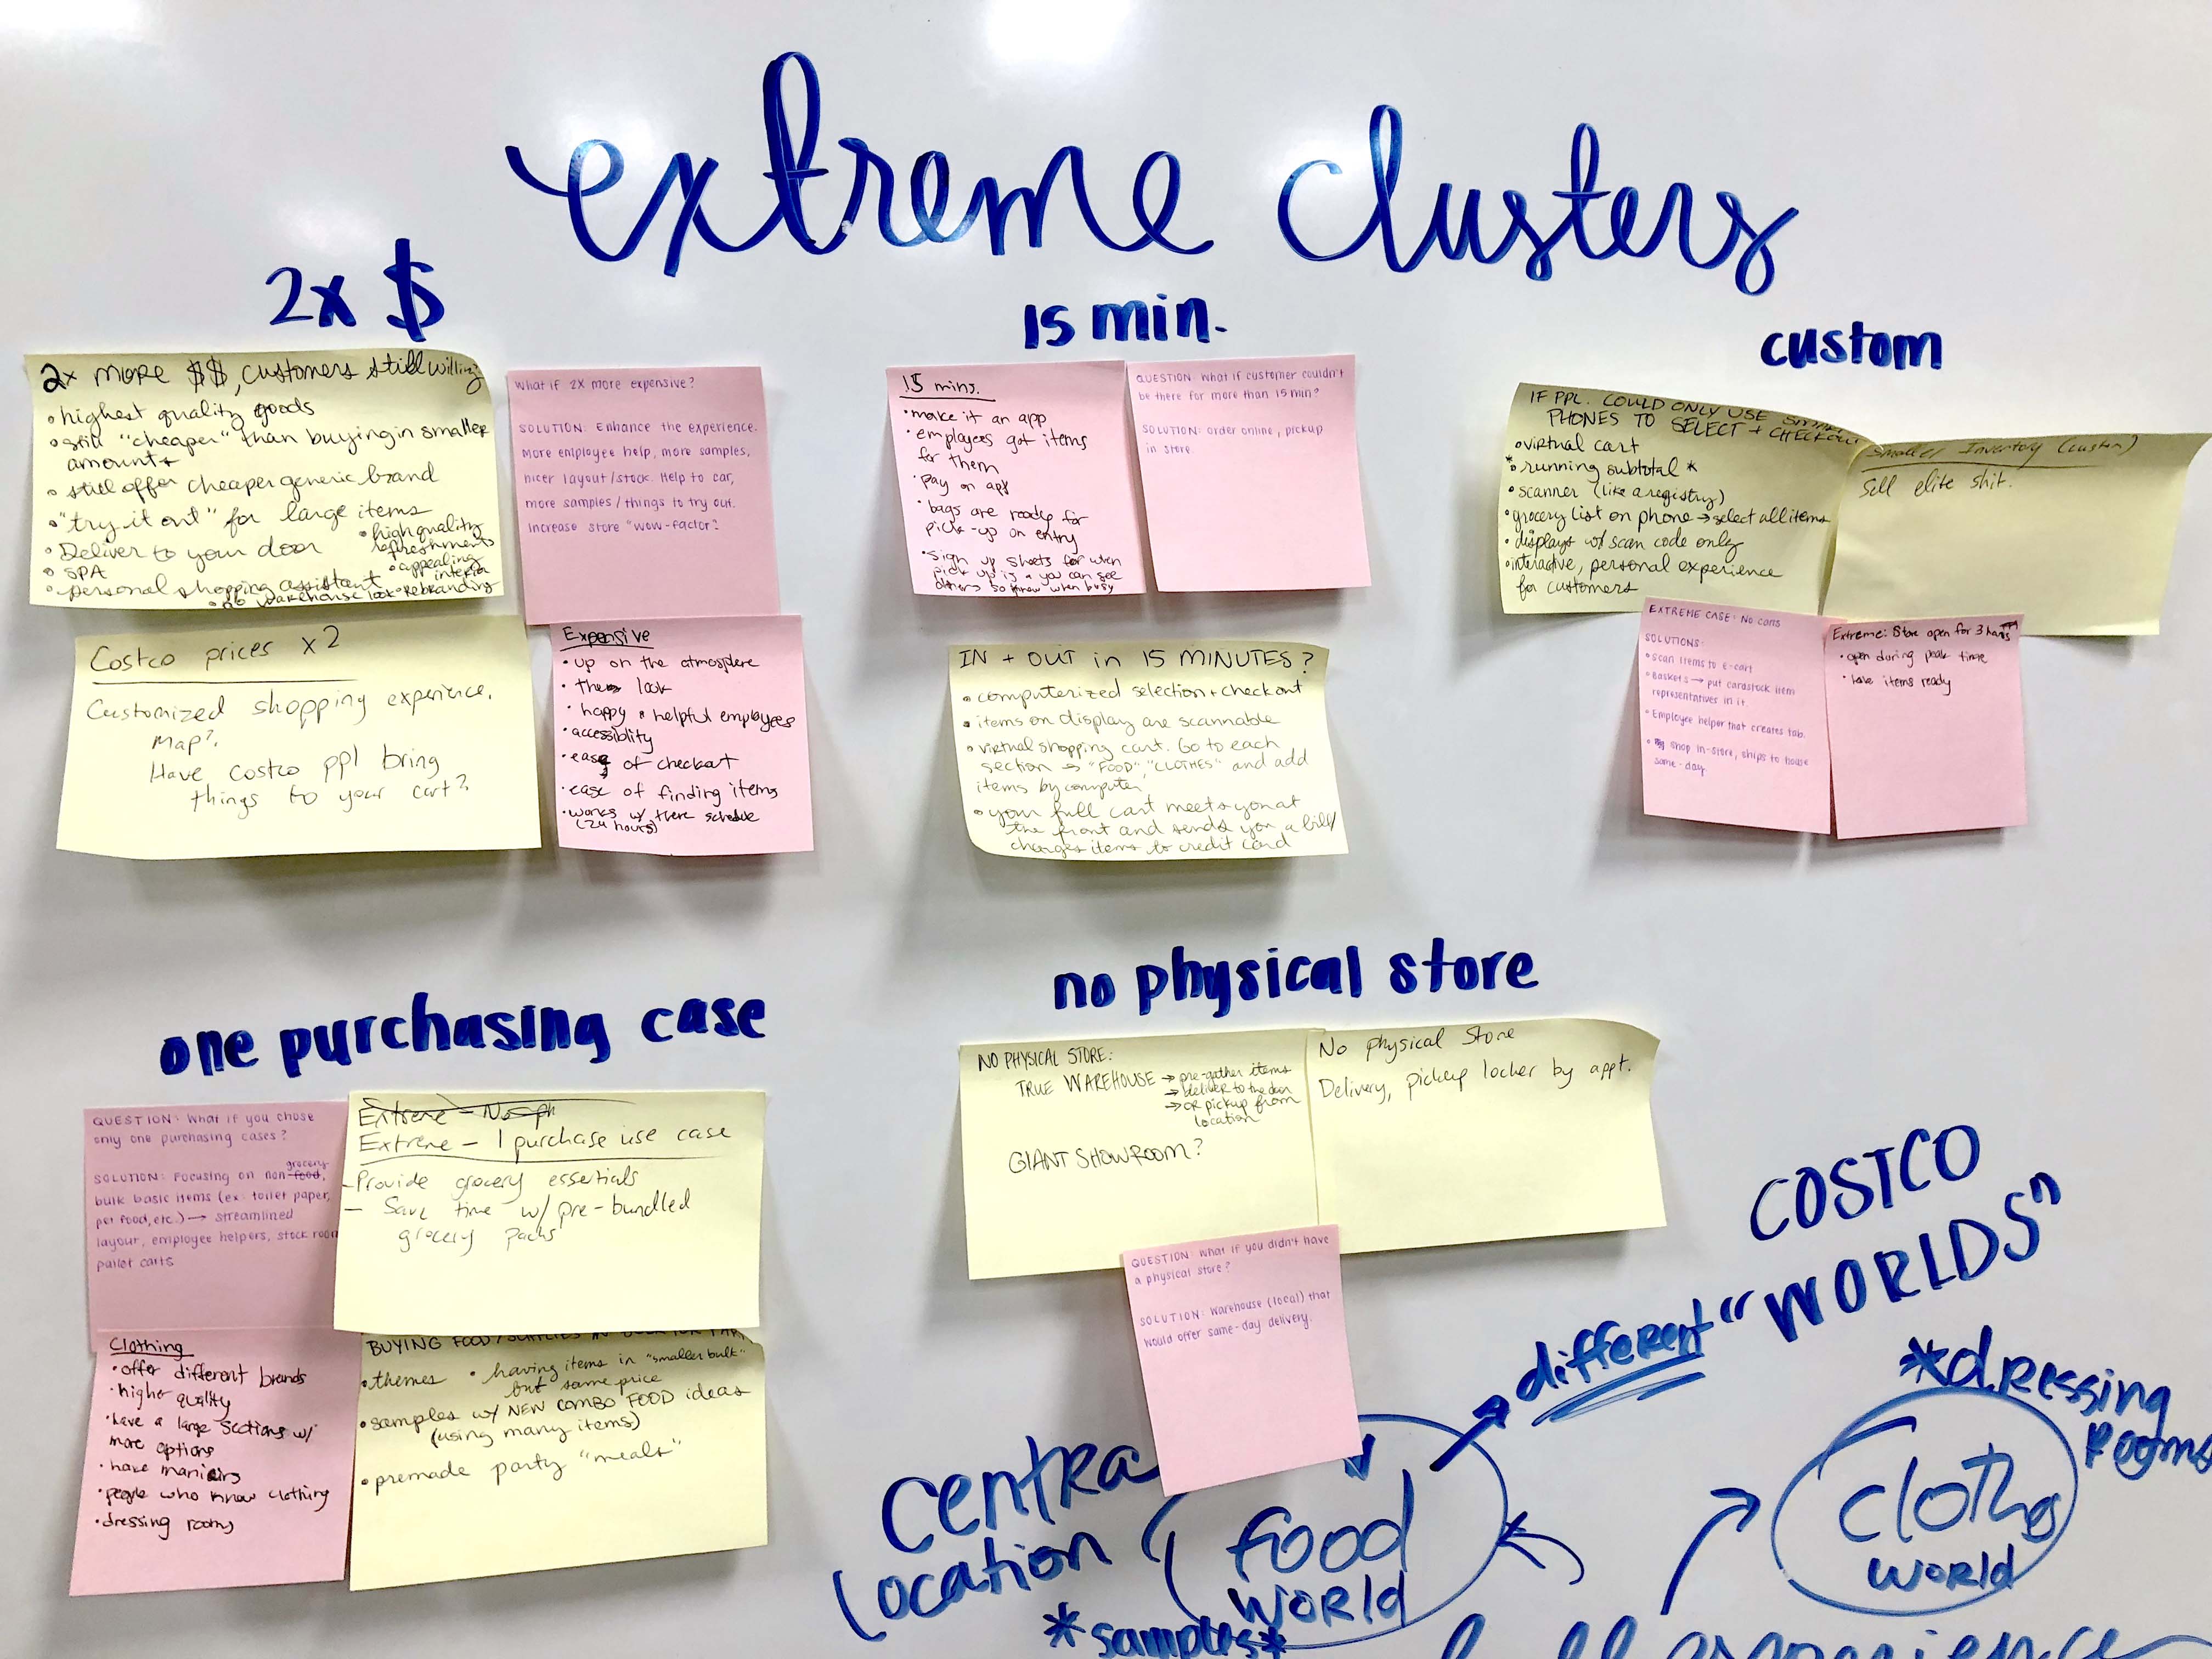 extreme clusters
2x $
2x more $$, customers still willing
• highest quality goods
• still "cheaper" than buying in smaller
amounts
• still offer cheaper generic brand
• "try it out" for large items
• Deliver to your door
• high quality
refreshments
• SPA
• appealing
interior
• personal shopping assistant
• no warehouse look • rebranding
What if 2X more expensive?
SOLUTION: Enhance the experience.
More employee help, more samples,
nicer layout/stock. Help to car,
more samples/things to try out.
Increase store "wow-factor"
Costco prices x2
Customized shopping experience.
Map?
Have costco ppl bring
things to your cart?
Expensive
• up on the atmosphere
• the look
• happy & helpful employees
• accessiblity
• ease of checkout
• ease of finding items
• works w/ there schedule
(24 hours)
15 min.
15 mins.
• make it an app
• employees got items
for them
• pay on app
• bags are ready for
pick-up on entry
• sign up sheets for when
pick up is & you can see
others so know when busy
QUESTION: What if customer couldn't
be there for more than 15 min?
SOLUTION: Order online, pickup
in store
IN + OUT in 15 MINUTES?
• computerized selection + checkout
• items on display are scannable
• virtual shopping cart. Go to each
section → "FOOD", "CLOTHES" and add
items by computer
• your full cart meets you at
the front and sends you a bill/
charges items to credit card
custom
IF PPL. COULD ONLY USE SMART
PHONES TO SELECT + CHECKOUT
• virtual cart
* running subtotal *
• scanner (like a registry)
• grocery list on phone → select all items
• displays w/ scan code only
• interactive, personal experience
for customers
Smaller Inventory (custom)
Sell elite shit.
EXTREME CASE: No carts
SOLUTIONS:
• Scan items to e-cart
• Baskets → put cardstock item
representatives in it.
• Employee helper that creates tab.
• shop in-store, ships to house
same-day
Extreme: Store open for 3 hours
• open during peak time
• have items ready
one purchasing case
QUESTION: What if you chose
only one purchasing cases?
grocery
SOLUTION: Focusing on non-food,
bulk basic items (ex: toilet paper,
pet food, etc.) → streamlined
layout, employee helpers, stock room
pallet carts
Extreme - No ph
Extreme - 1 purchase use case
- Provide grocery essentials
- Save time w/ pre-bundled
grocery packs
Clothing
• offer different brands
• higher quality
• have a large sections w/
more options
• have
• people who know clothing
• dressing rooms
BUYING FOOD/SUPPLIES IN
• themes
• having items in "smaller bulk"
but same price
• samples w/ NEW COMBO FOOD ideas
(using many items)
• premade party "meals"
no physical store
NO PHYSICAL STORE:
TRUE WAREHOUSE → pre-gather items
→ deliver to the door
→ OR pickup from
location
GIANT SHOWROOM?
No physical Store
Delivery, pickup locker by appt.
QUESTION: What if you didn't have
a physical store?
SOLUTION: Warehouse (local) that
would offer same-day delivery.
COSTCO
different "WORLDS"
centra
location
food
world
*samples*
*dressing
rooms
world